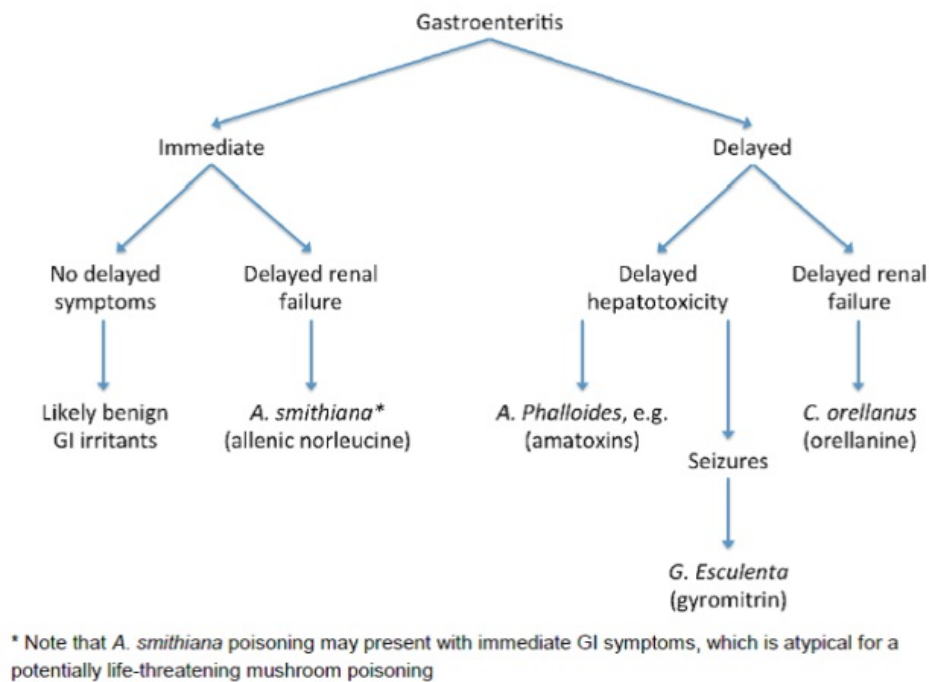 Gastroenteritis
Immediate
Delayed
No delayed
symptoms
Delayed renal
failure
Delayed
hepatotoxicity
Delayed renal
failure
Likely benign
GI irritants
A. smithiana*
(allenic norleucine)
A. Phalloides, e.g.
(amatoxins)
C. orellanus
(orellanine)
Seizures
G. Esculenta
(gyromitrin)
* Note that A. smithiana poisoning may present with immediate GI symptoms, which is atypical for a
potentially life-threatening mushroom poisoning